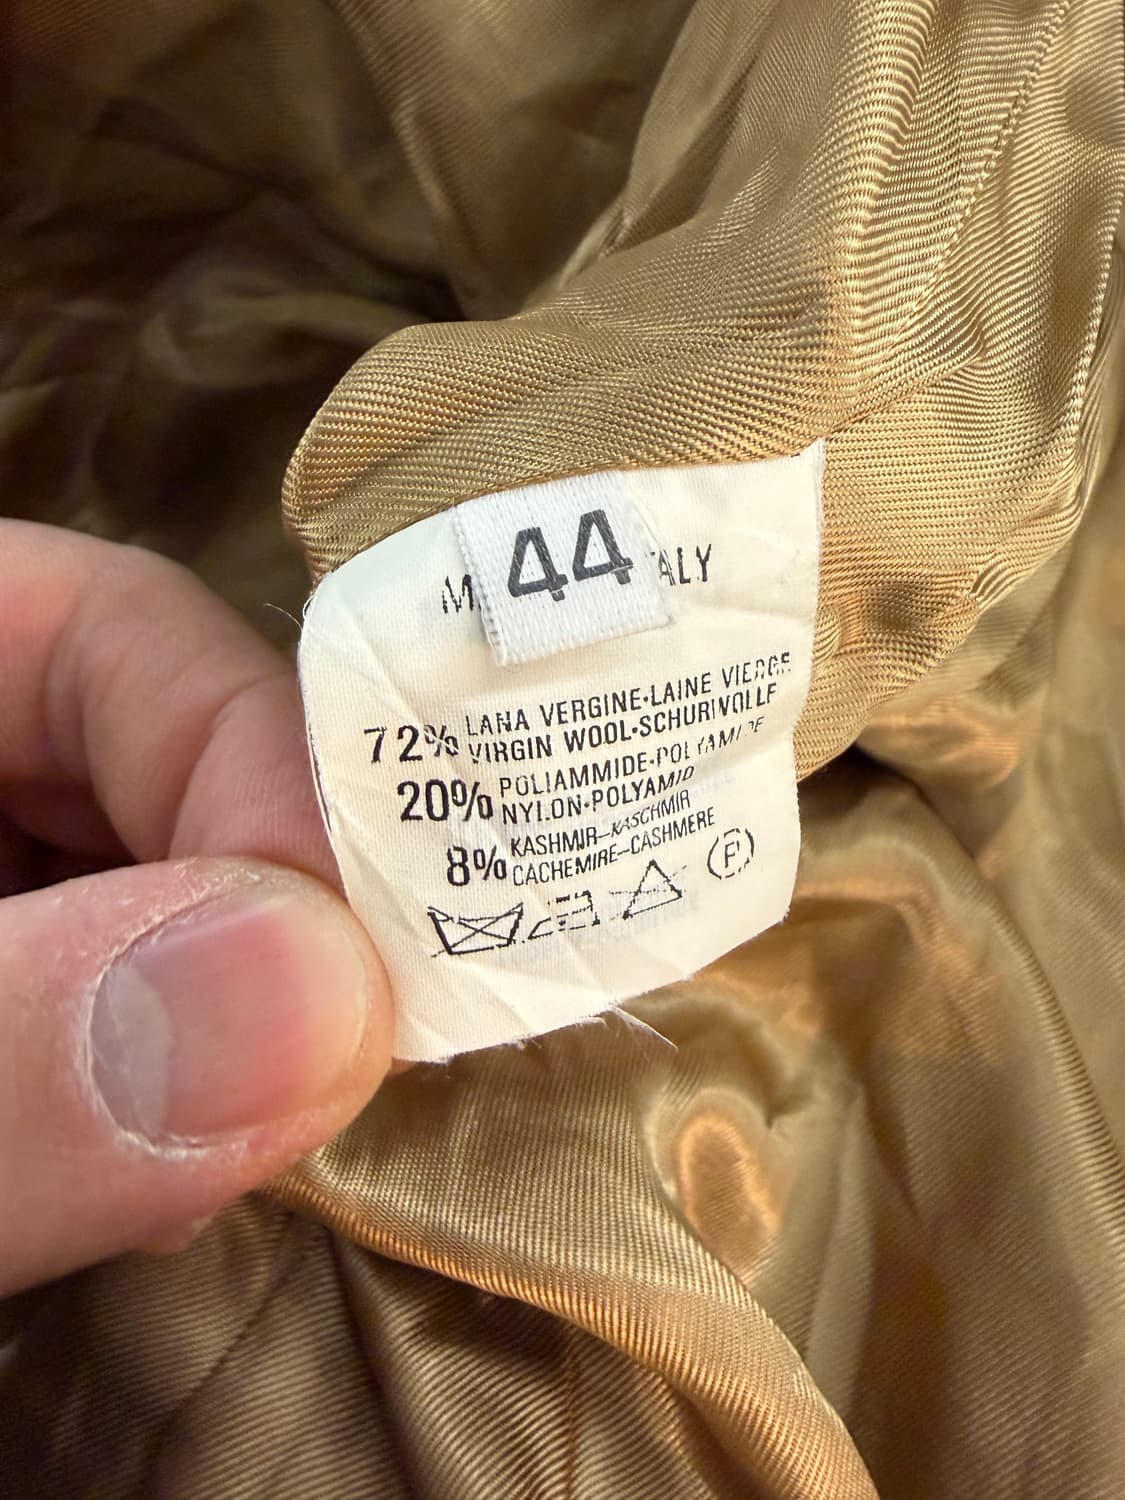 44
M ALY
72% LANA VERGINE•LAINE VIERGE
VIRGIN WOOL•SCHURWOLLE
20% POLIAMMIDE•POLYAMIDE
NYLON•POLYAMID
8% KASHMIR–KASCHMIR
CACHEMIRE–CASHMERE
F